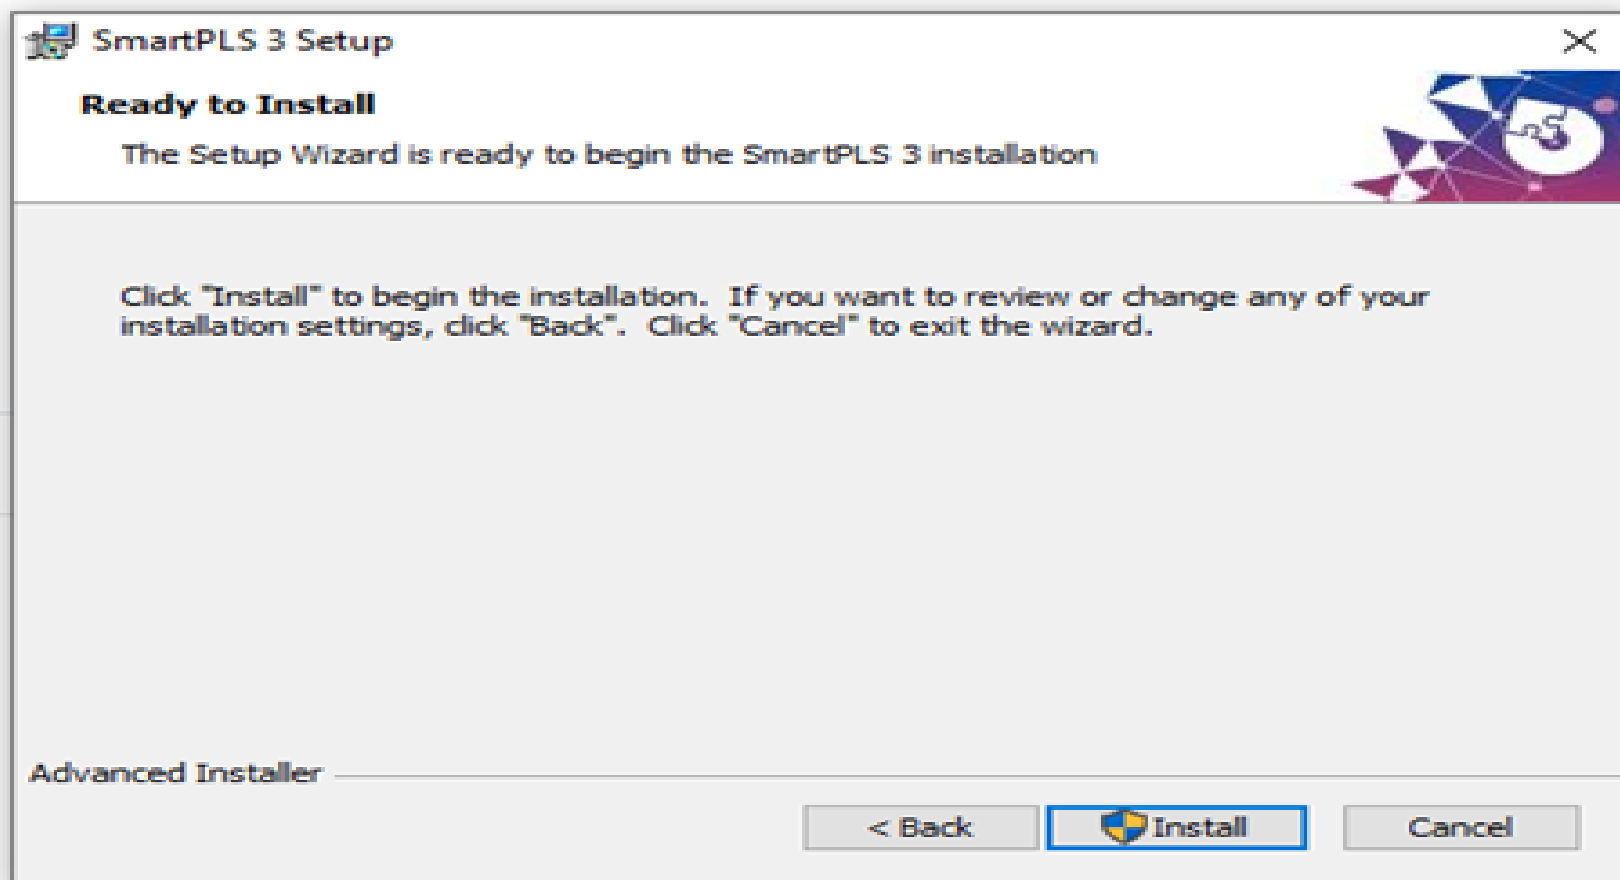 SmartPLS 3 Setup
Ready to Install
The Setup Wizard is ready to begin the SmartPLS 3 installation
3
Click "Install" to begin the installation.  If you want to review or change any of your
installation settings, click "Back".  Click "Cancel" to exit the wizard.
Advanced Installer
< Back
Install
Cancel